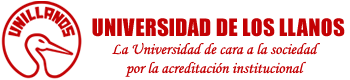 UNILLANOS
UNIVERSIDAD DE LOS LLANOS
La Universidad de cara a la sociedad
por la acreditación institucional